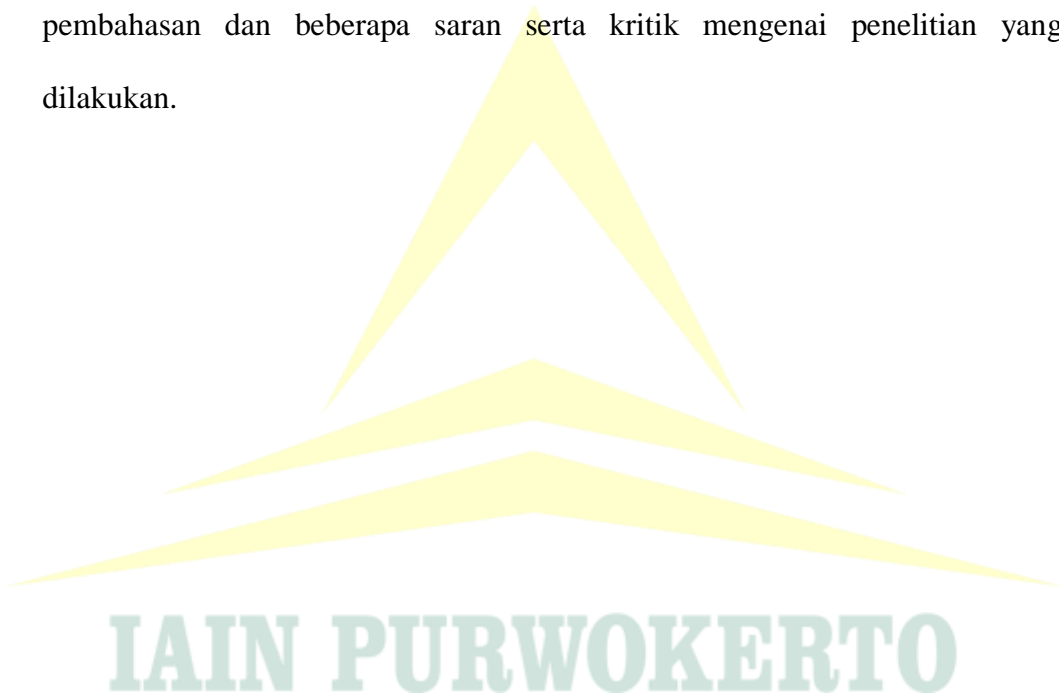 pembahasan dan beberapa saran serta kritik mengenai penelitian yang
dilakukan.
IAIN PURWOKERTO